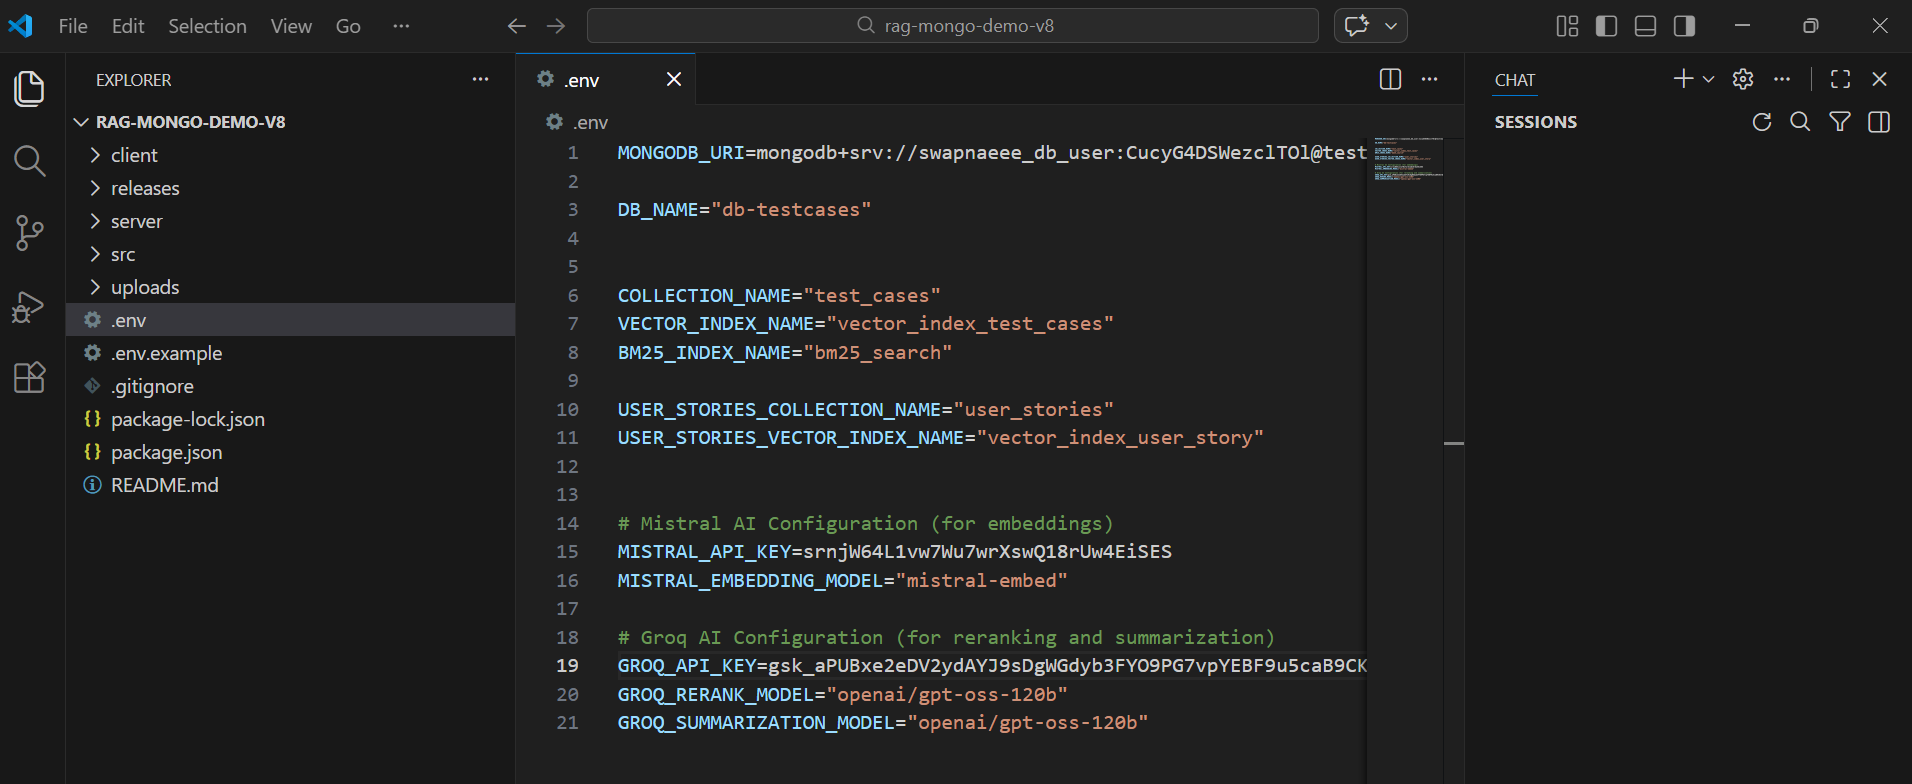 File Edit Selection View Go ···
rag-mongo-demo-v8
EXPLORER ···
RAG-MONGO-DEMO-V8
client
releases
server
src
uploads
.env
.env.example
.gitignore
{} package-lock.json
{} package.json
README.md
.env
.env
1 MONGODB_URI=mongodb+srv://swapnaeee_db_user:CucyG4DSWezclTOl@test
2
3 DB_NAME="db-testcases"
4
5
6 COLLECTION_NAME="test_cases"
7 VECTOR_INDEX_NAME="vector_index_test_cases"
8 BM25_INDEX_NAME="bm25_search"
9
10 USER_STORIES_COLLECTION_NAME="user_stories"
11 USER_STORIES_VECTOR_INDEX_NAME="vector_index_user_story"
12
13
14 # Mistral AI Configuration (for embeddings)
15 MISTRAL_API_KEY=srnjW64L1vw7Wu7wrXswQ18rUw4EiSES
16 MISTRAL_EMBEDDING_MODEL="mistral-embed"
17
18 # Groq AI Configuration (for reranking and summarization)
19 GROQ_API_KEY=gsk_aPUBxe2eDV2ydAYJ9sDgWGdyb3FYO9PG7vpYEBF9u5caB9CK
20 GROQ_RERANK_MODEL="openai/gpt-oss-120b"
21 GROQ_SUMMARIZATION_MODEL="openai/gpt-oss-120b"
CHAT
SESSIONS